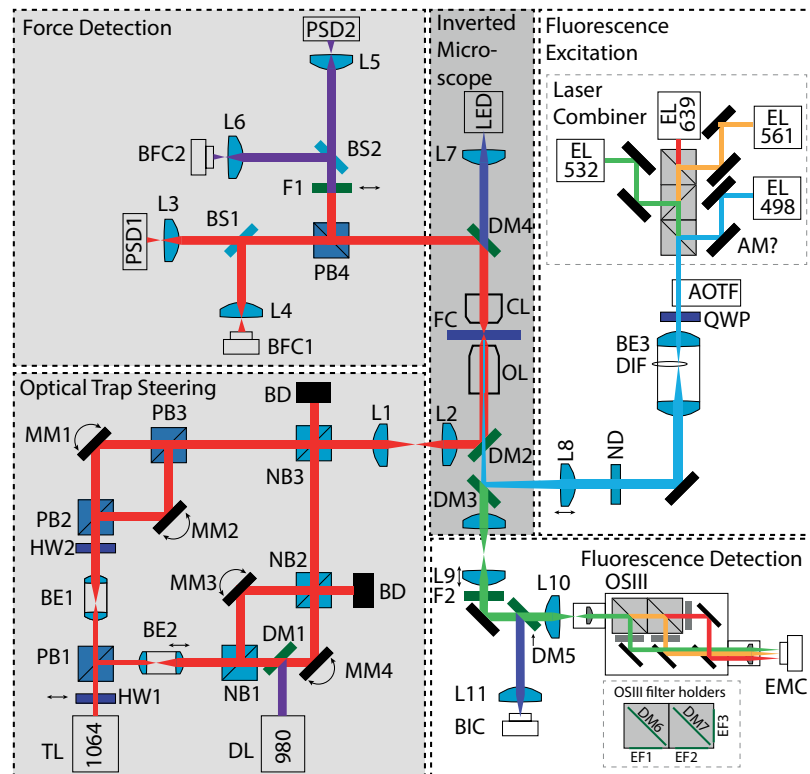 Force Detection
PSD2
L5
L6
BFC2
BS2
F1
L3
BS1
PSD1
PB4
L4
BFC1
Inverted
Micro-
scope
LED
L7
DM4
CL
FC
OL
DM2
DM3
Fluorescence
Excitation
Laser
Combiner
EL
639
EL
561
EL
532
EL
498
AM?
AOTF
QWP
BE3
DIF
L8
ND
Optical Trap Steering
BD
PB3
MM1
L1
L2
NB3
PB2
MM2
HW2
MM3
NB2
BE1
BD
BE2
DM1
PB1
NB1
MM4
HW1
TL
1064
DL
980
Fluorescence Detection
OSIII
L9
F2
L10
DM5
EMC
L11
BIC
OSIII filter holders
DM6
DM7
EF3
EF1
EF2